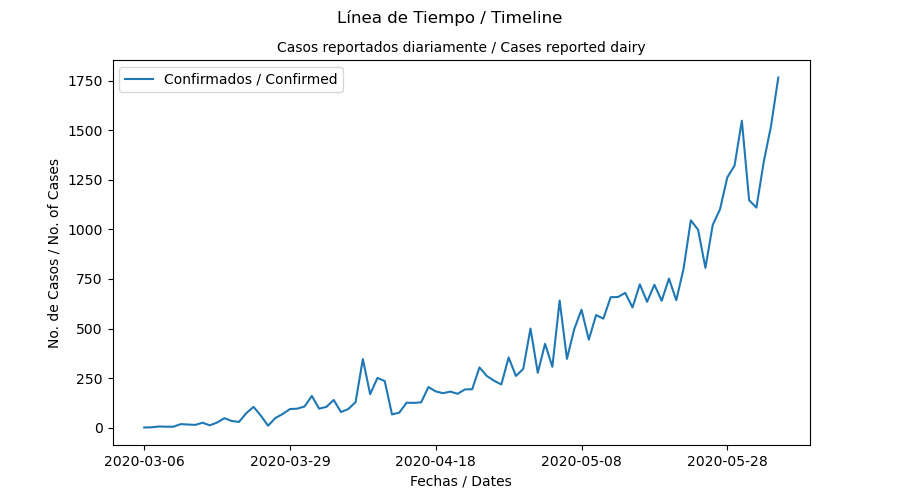 Línea de Tiempo / Timeline
Casos reportados diariamente / Cases reported dairy
Confirmados / Confirmed
No. de Casos / No. of Cases
1750
1500
1250
1000
750
500
250
0
2020-03-06 2020-03-29 2020-04-18 2020-05-08 2020-05-28
Fechas / Dates